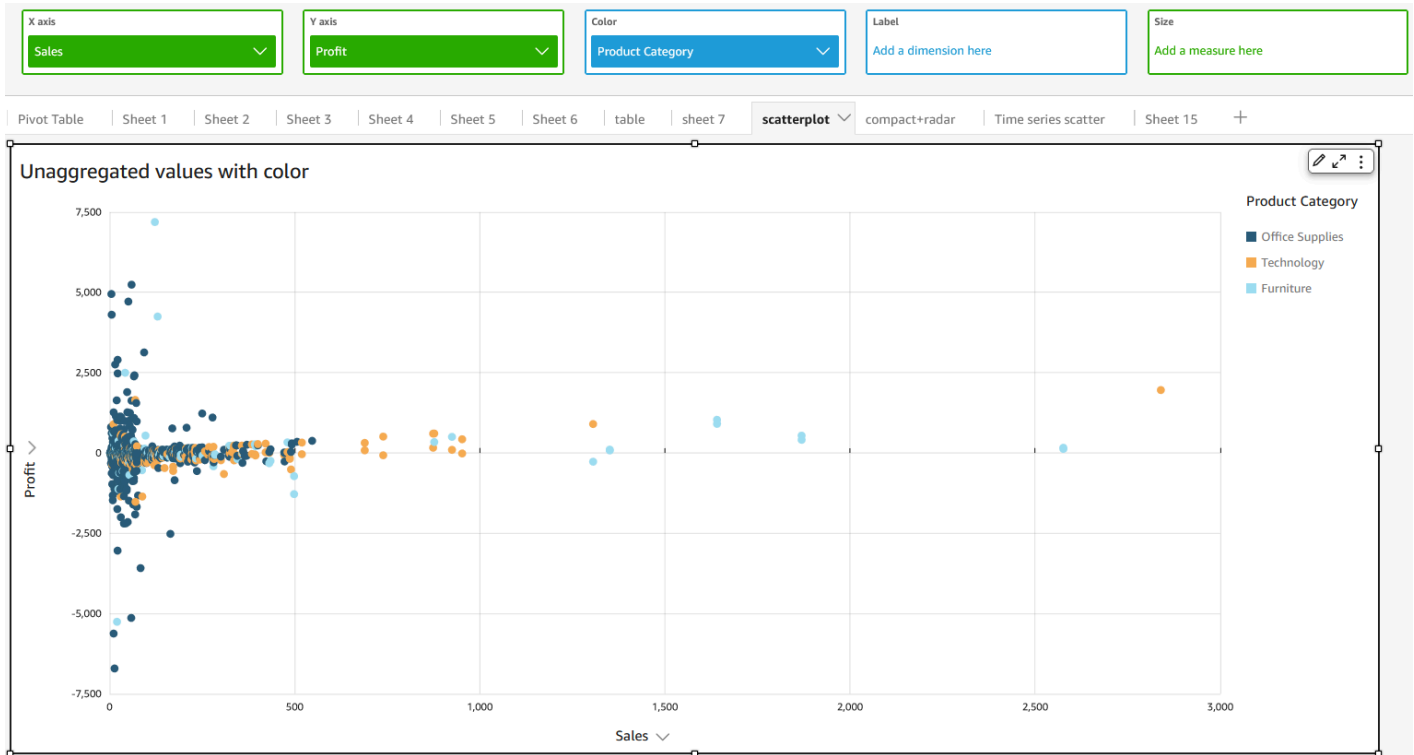 X axis
Y axis
Color
Label
Size
Sales
Profit
Product Category
Add a dimension here
Add a measure here
Pivot Table
Sheet 1
Sheet 2
Sheet 3
Sheet 4
Sheet 5
Sheet 6
table
sheet 7
scatterplot
compact+radar
Time series scatter
Sheet 15
Unaggregated values with color
Product Category
Office Supplies
Technology
Furniture
7,500
5,000
2,500
0
-2,500
-5,000
-7,500
Profit
0
500
1,000
1,500
2,000
2,500
3,000
Sales